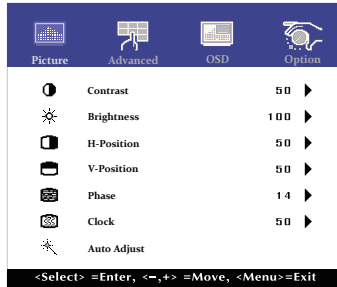 Picture Advanced OSD Option
Contrast 50
Brightness 100
H-Position 50
V-Position 50
Phase 14
Clock 50
Auto Adjust
<Select> =Enter, <−,+> =Move, <Menu>=Exit